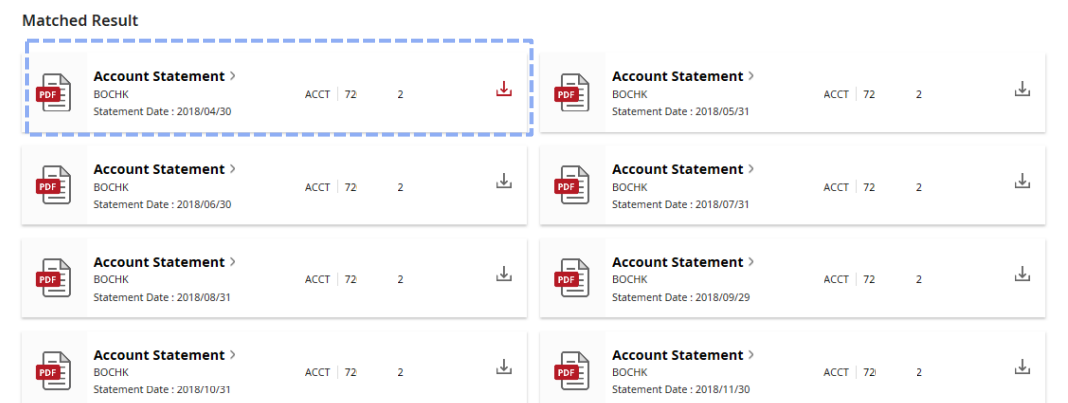 Matched Result
PDF
Account Statement >
BOCHK
ACCT | 72 2
Statement Date : 2018/04/30
PDF
Account Statement >
BOCHK
ACCT | 72 2
Statement Date : 2018/05/31
PDF
Account Statement >
BOCHK
ACCT | 72 2
Statement Date : 2018/06/30
PDF
Account Statement >
BOCHK
ACCT | 72 2
Statement Date : 2018/07/31
PDF
Account Statement >
BOCHK
ACCT | 72 2
Statement Date : 2018/08/31
PDF
Account Statement >
BOCHK
ACCT | 72 2
Statement Date : 2018/09/29
PDF
Account Statement >
BOCHK
ACCT | 72 2
Statement Date : 2018/10/31
PDF
Account Statement >
BOCHK
ACCT | 72 2
Statement Date : 2018/11/30